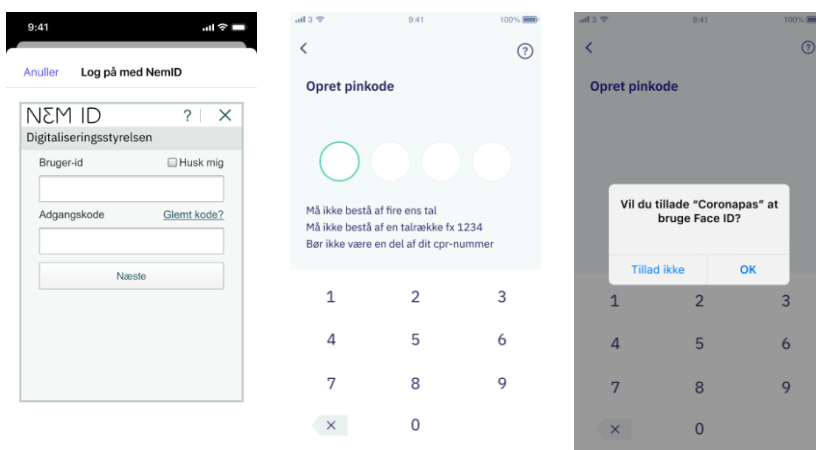 9:41
Anuller Log på med NemID
NEM ID ? X
Digitaliseringsstyrelsen
Bruger-id Husk mig
Adgangskode Glemt kode?
Næste
3 9:41 100%
?
Opret pinkode
Må ikke bestå af fire ens tal
Må ikke bestå af en talrække fx 1234
Bør ikke være en del af dit cpr-nummer
1 2 3
4 5 6
7 8 9
0
3 9:41 100%
?
Opret pinkode
Vil du tillade "Coronapas" at
bruge Face ID?
Tillad ikke OK
1 2 3
4 5 6
7 8 9
0